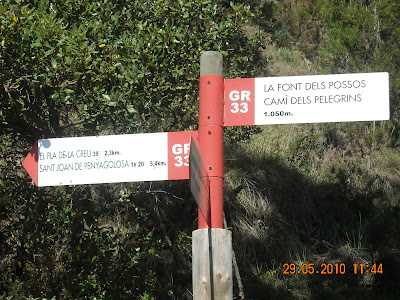 EL PLA DE LA CREU 35' 2,3km.
SANT JOAN DE PENYAGOLOSA 1h 20' 5,4km.
GR
33
GR
33
LA FONT DELS POSSOS
CAMÍ DELS PELEGRINS
1.050m.
29.05.2010 11:44